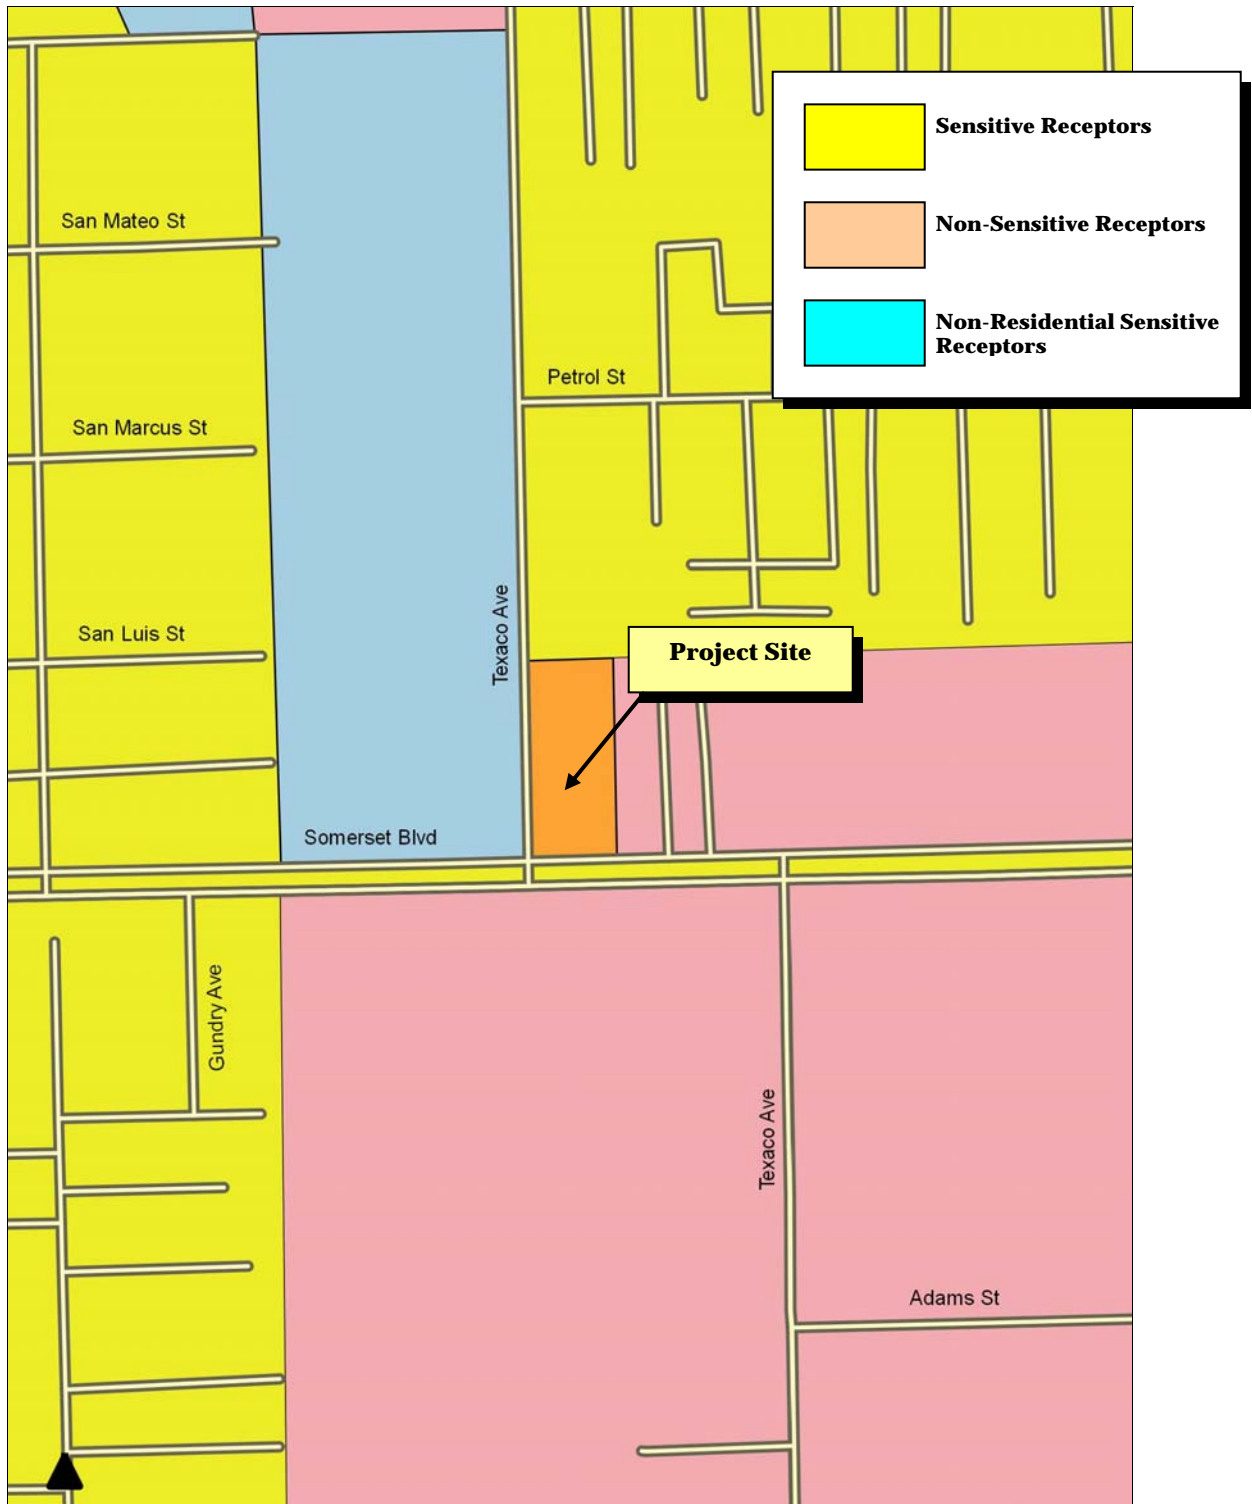 Sensitive Receptors
Non-Sensitive Receptors
Non-Residential Sensitive
Receptors
San Mateo St
Petrol St
San Marcus St
Texaco Ave
San Luis St
Project Site
Somerset Blvd
Gundry Ave
Texaco Ave
Adams St